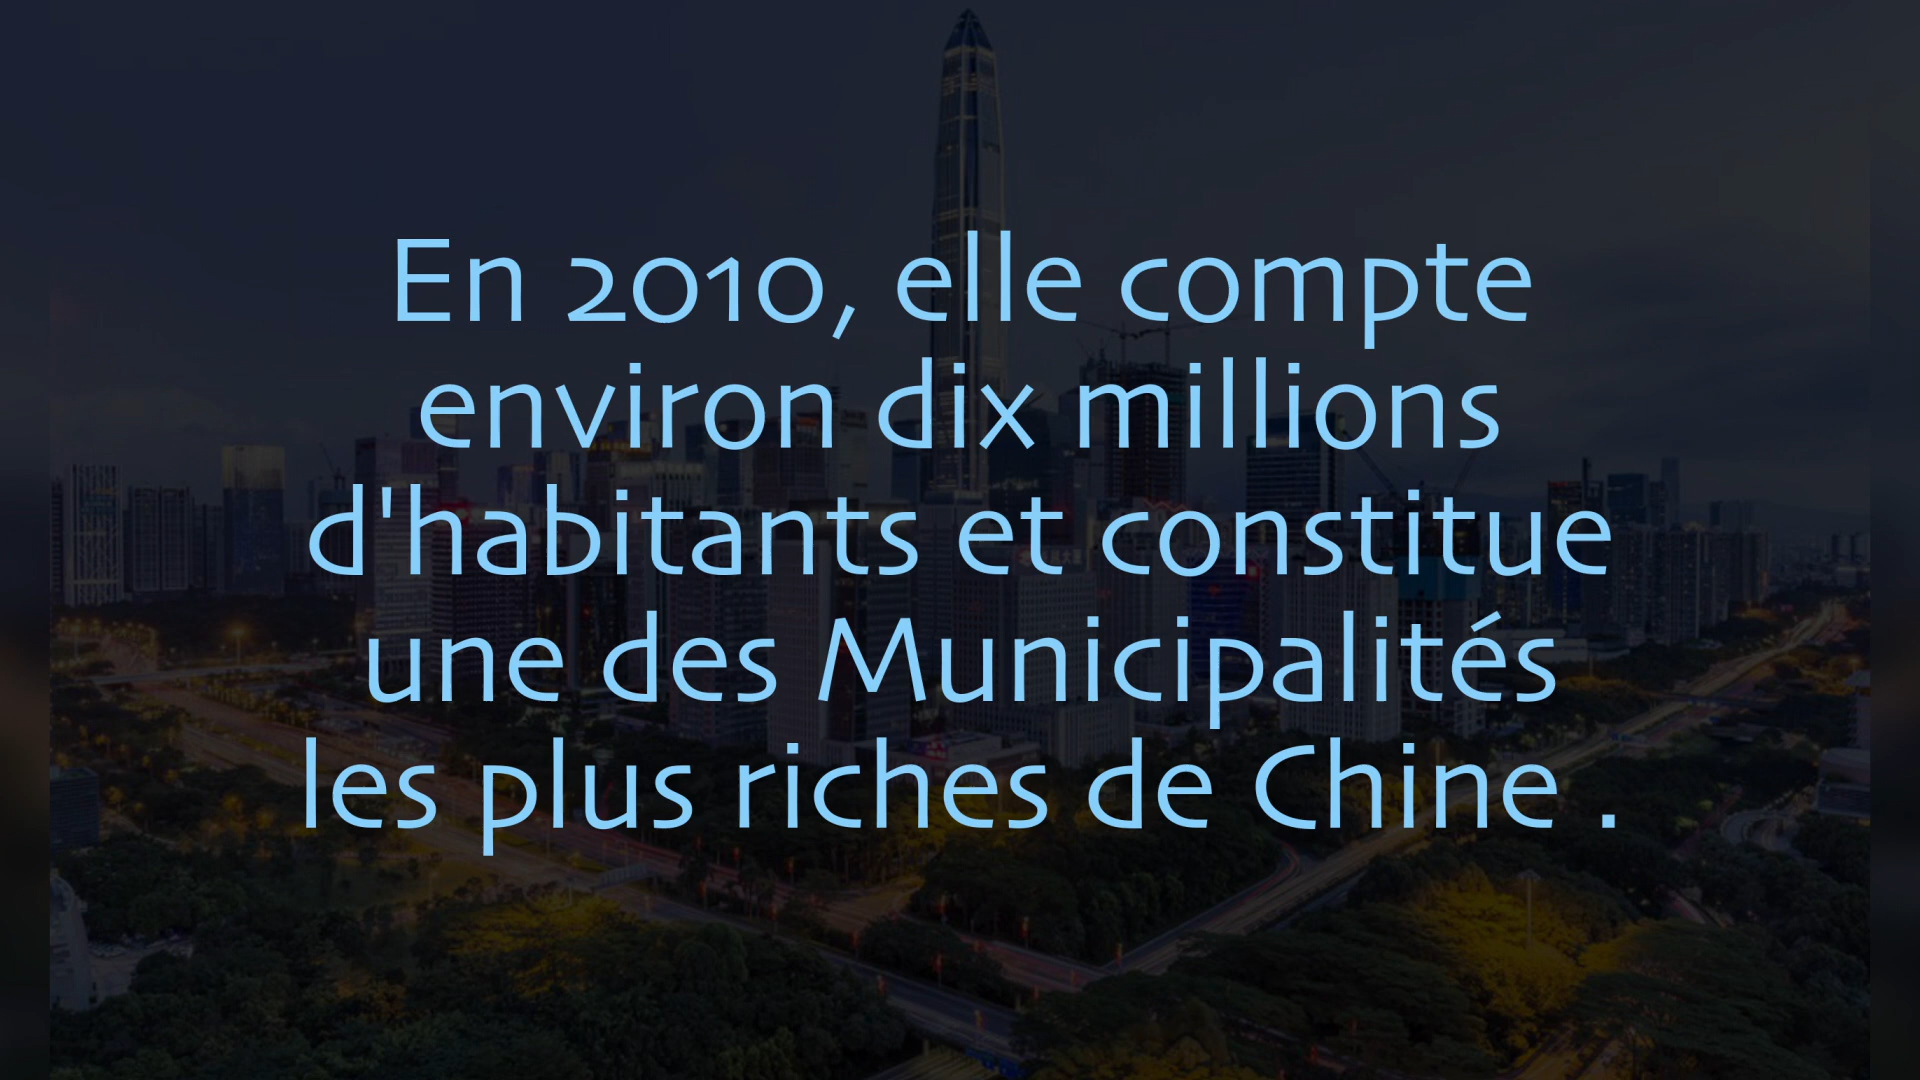 En 2010, elle compte
environ dix millions
d'habitants et constitue
une des Municipalités
les plus riches de Chine .